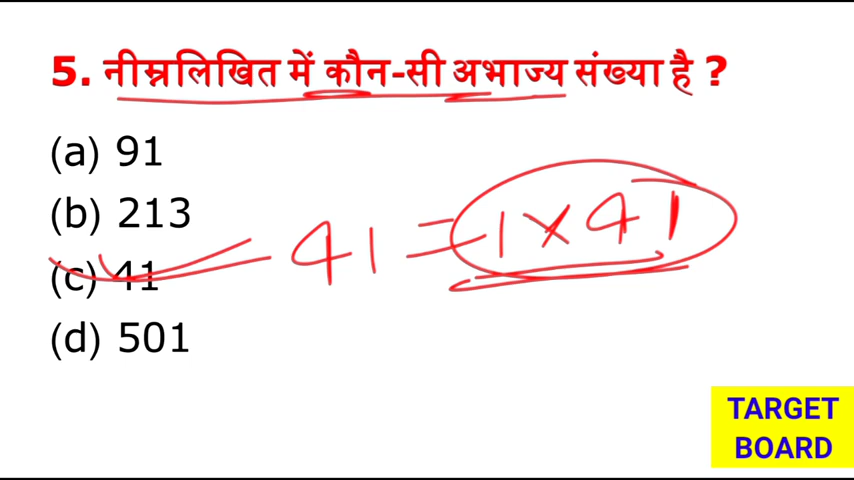 5. नीम्नलिखित में कौन-सी अभाज्य संख्या है ?
(a) 91
(b) 213
(c) 41
41 = 1 × 41
(d) 501
TARGET
BOARD